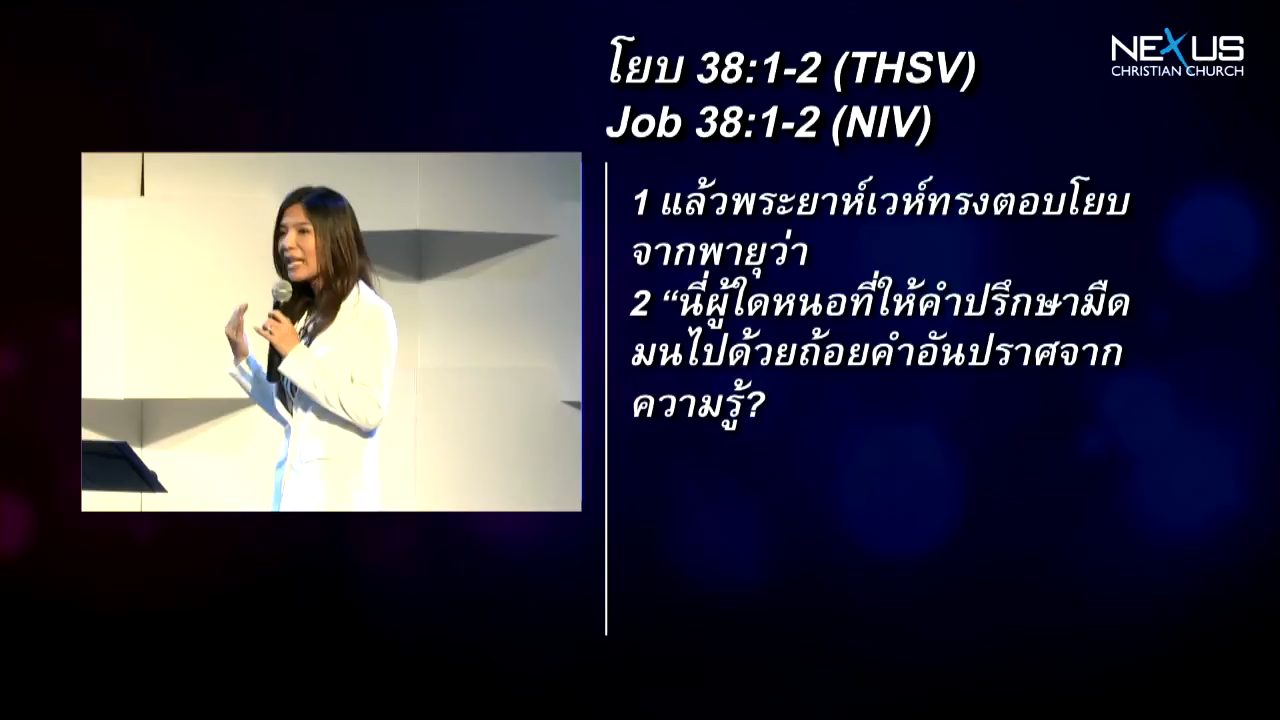 NEXUS
CHRISTIAN CHURCH
โยบ 38:1-2 (THSV)
Job 38:1-2 (NIV)
1 แล้วพระยาห์เวห์ทรงตอบโยบ
จากพายุว่า
2 “นี่ผู้ใดหนอที่ให้คำปรึกษามืด
มนไปด้วยถ้อยคำอันปราศจาก
ความรู้?